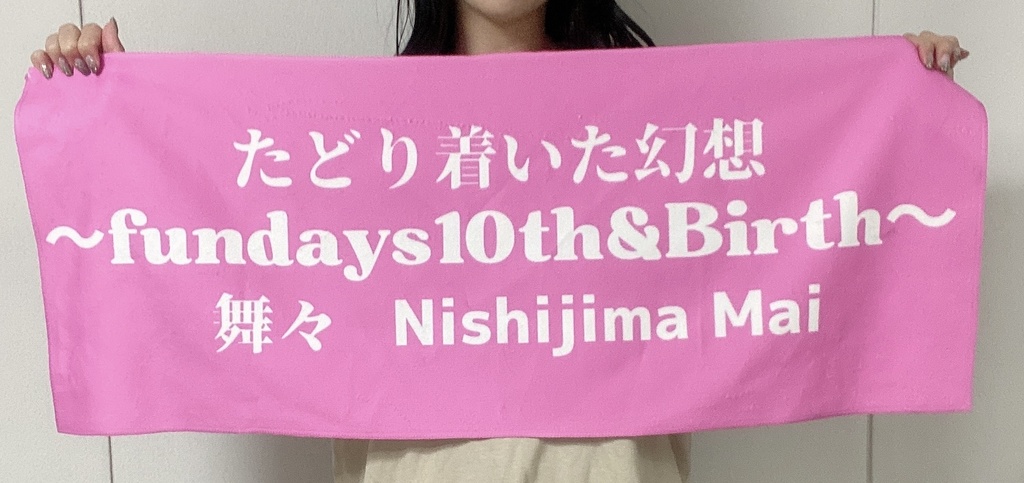 たどり着いた幻想
〜fundays10th&Birth〜
舞々　Nishijima Mai